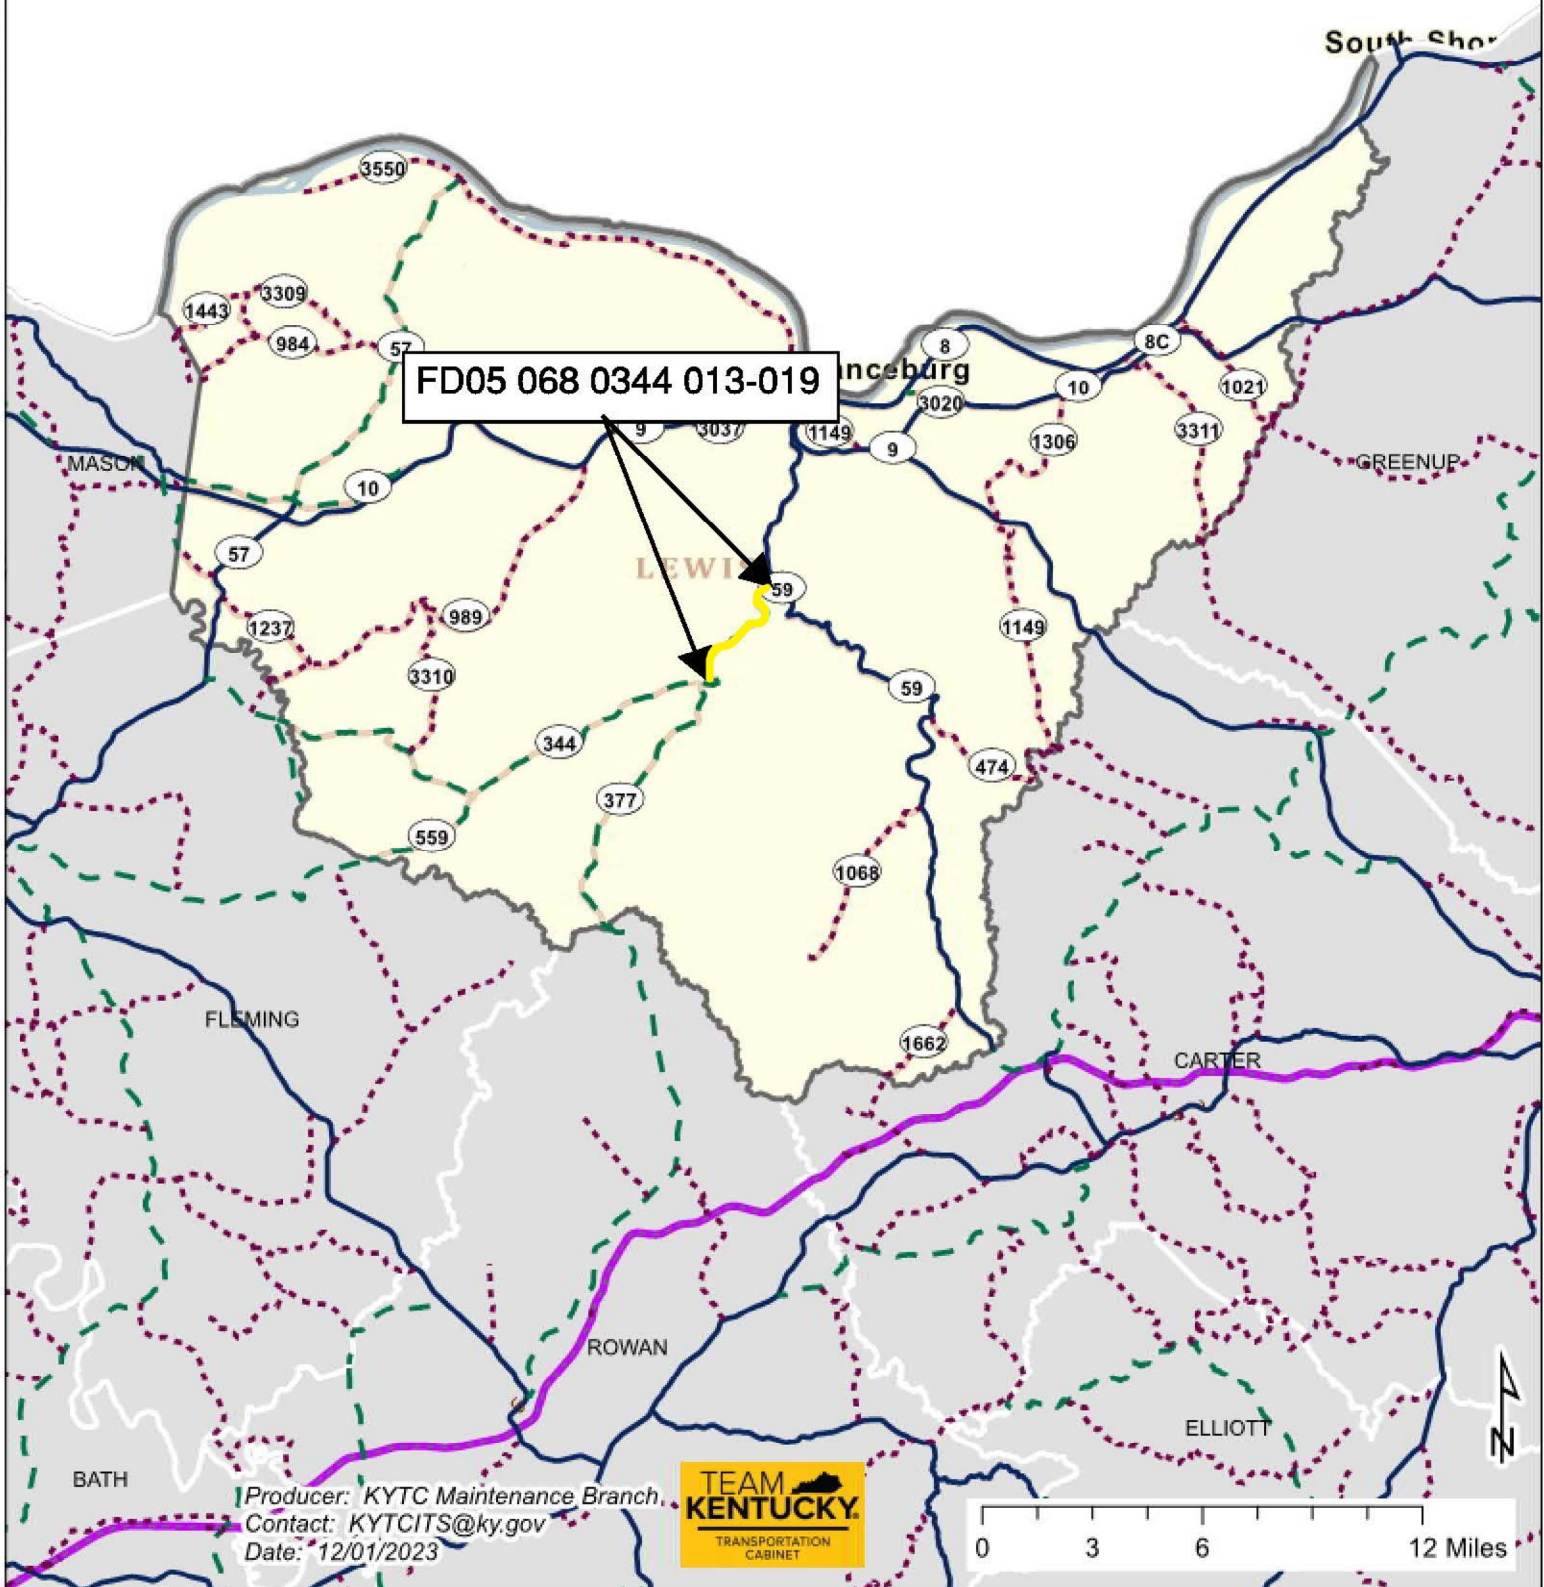 South Shor
3550
3309
1443
984
57
8
8C
FD05 068 0344 013-019
nceburg
10
1021
3020
9
3037
1149
9
1306
3311
MASON
GREENUP
10
57
LEWIS
59
989
1237
1149
3310
59
344
474
377
559
1068
FLEMING
1662
CARTER
ROWAN
ELLIOTT
N
BATH
Producer: KYTC Maintenance Branch
Contact: KYTCITS@ky.gov
Date: 12/01/2023
TEAM
KENTUCKY
TRANSPORTATION
CABINET
0 3 6 12 Miles